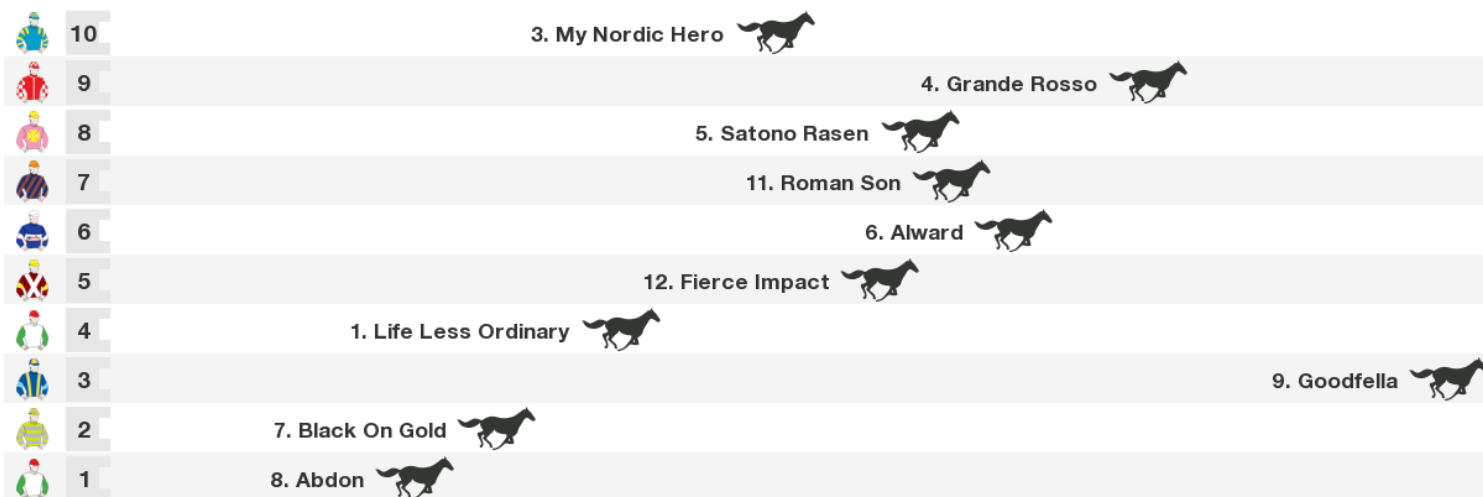 10 3. My Nordic Hero
9 4. Grande Rosso
8 5. Satono Rasen
7 11. Roman Son
6 6. Alward
5 12. Fierce Impact
4 1. Life Less Ordinary
3 9. Goodfella
2 7. Black On Gold
1 8. Abdon